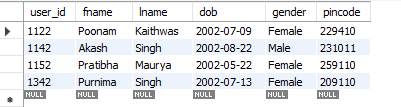 user_id fname lname dob gender pincode
1122 Poonam Kaithwas 2002-07-09 Female 229410
1142 Akash Singh 2002-08-22 Male 231011
1152 Pratibha Maurya 2002-05-22 Female 259110
1342 Purnima Singh 2002-07-13 Female 209110
NULL NULL NULL NULL NULL NULL